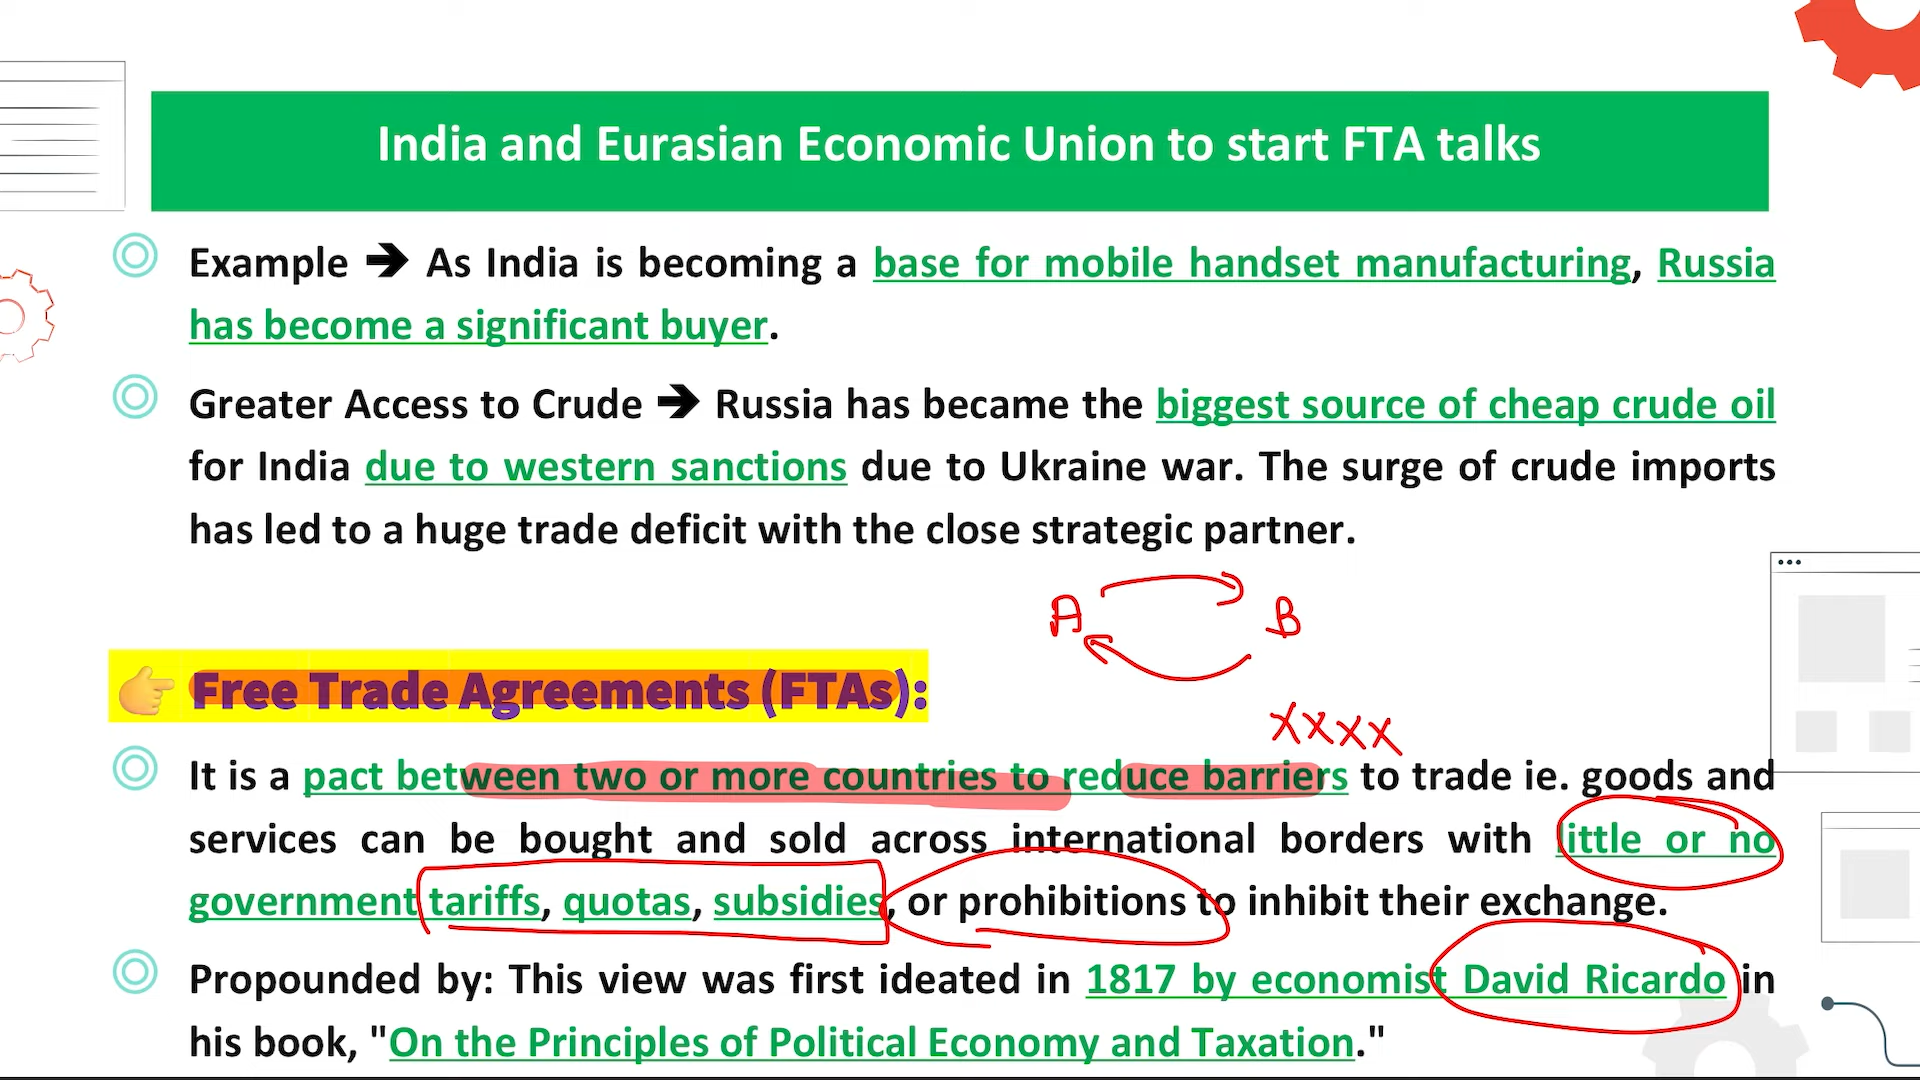 India and Eurasian Economic Union to start FTA talks
Example ➔ As India is becoming a base for mobile handset manufacturing, Russia
has become a significant buyer.
Greater Access to Crude ➔ Russia has became the biggest source of cheap crude oil
for India due to western sanctions due to Ukraine war. The surge of crude imports
has led to a huge trade deficit with the close strategic partner.
A B
Free Trade Agreements (FTAs):
XXXX
It is a pact between two or more countries to reduce barriers to trade ie. goods and
services can be bought and sold across international borders with little or no
government tariffs, quotas, subsidies, or prohibitions to inhibit their exchange.
Propounded by: This view was first ideated in 1817 by economist David Ricardo in
his book, "On the Principles of Political Economy and Taxation."